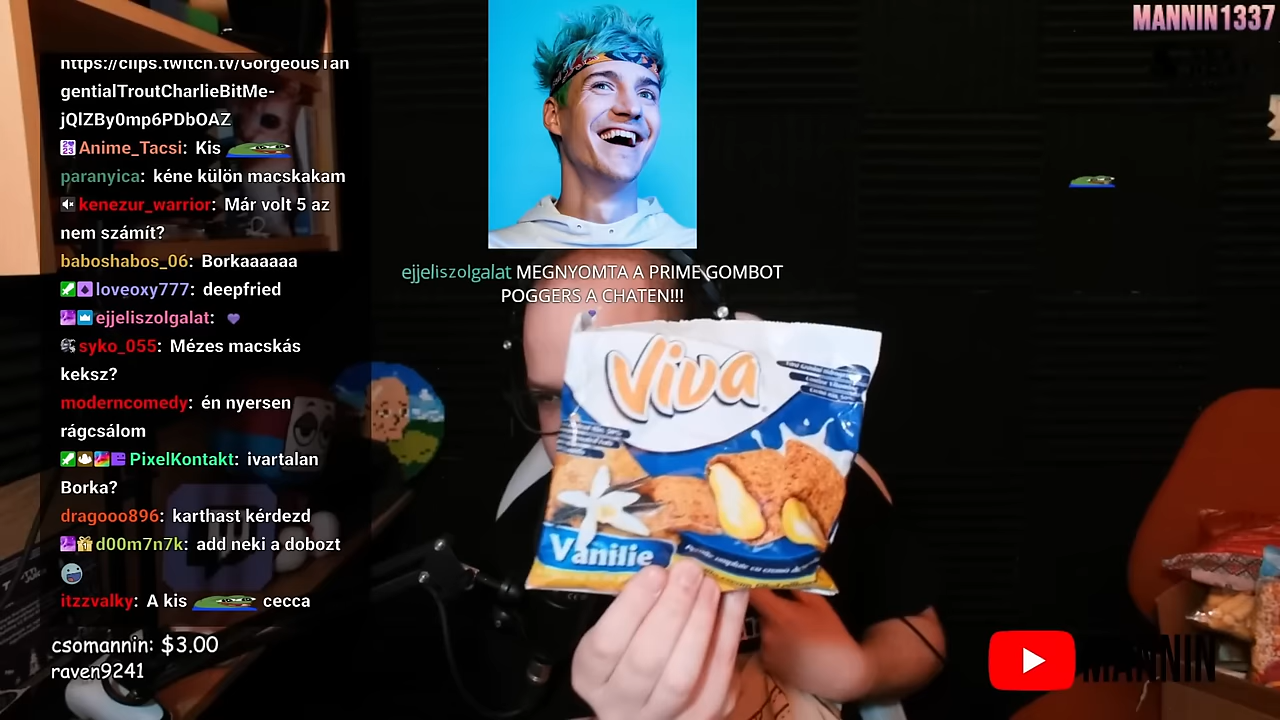 MANNIN1337
https://clips.twitch.tv/GorgeousTan
gentialTroutCharlieBitMe-
jQlZBy0mp6PDbOAZ
Anime_Tacsi: Kis
paranyica: kéne külön macskakam
kenezur_warrior: Már volt 5 az
nem számít?
baboshabos_06: Borkaaaaaa
loveoxy777: deepfried
ejjeliszolgalat:
syko_055: Mézes macskás
keksz?
moderncomedy: én nyersen
rágcsálom
PixelKontakt: ivartalan
Borka?
dragooo896: karthast kérdezd
d00m7n7k: add neki a dobozt
itzzvalky: A kis cecca
csomannin: $3.00
raven9241
ejjeliszolgalat MEGNYOMTA A PRIME GOMBOT
POGGERS A CHATEN!!!
Viva
Vanilie
MANNIN